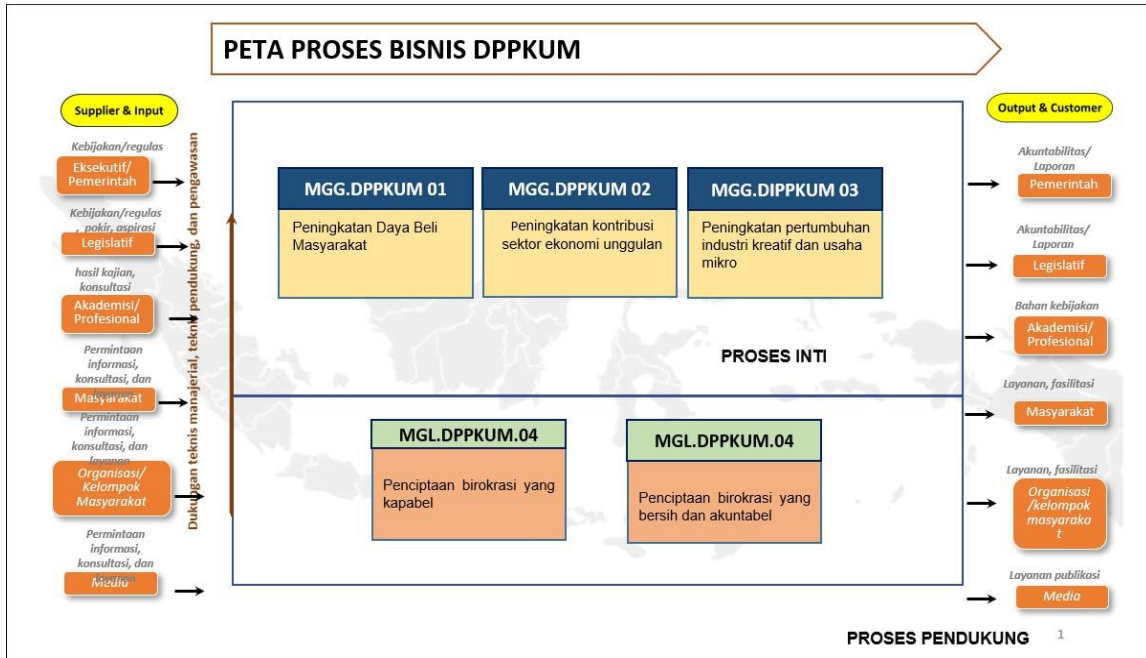 PETA PROSES BISNIS DPPKUM
Supplier & Input
Kebijakan/regulas
Eksekutif/
Pemerintah
Kebijakan/regulas
, pokir, aspirasi
Legislatif
hasil kajian,
konsultasi
Akademisi/
Profesional
Permintaan
informasi,
konsultasi, dan
Masyarakat
Permintaan
informasi,
konsultasi, dan
layanan
Organisasi/
Kelompok
Masyarakat
Permintaan
informasi,
konsultasi, dan
Media
Dukungan teknis manajerial, teknis pendukung, dan pengawasan
MGG.DPPKUM 01
Peningkatan Daya Beli
Masyarakat
MGG.DPPKUM 02
Peningkatan kontribusi
sektor ekonomi unggulan
MGG.DIPPKUM 03
Peningkatan pertumbuhan
industri kreatif dan usaha
mikro
PROSES INTI
MGL.DPPKUM.04
Penciptaan birokrasi yang
kapabel
MGL.DPPKUM.04
Penciptaan birokrasi yang
bersih dan akuntabel
Output & Customer
Akuntabilitas/
Laporan
Pemerintah
Akuntabilitas/
Laporan
Legislatif
Bahan kebijakan
Akademisi/
Profesional
Layanan, fasilitasi
Masyarakat
Layanan, fasilitasi
Organisasi
/kelompok
masyaraka
t
Layanan publikasi
Media
PROSES PENDUKUNG
1